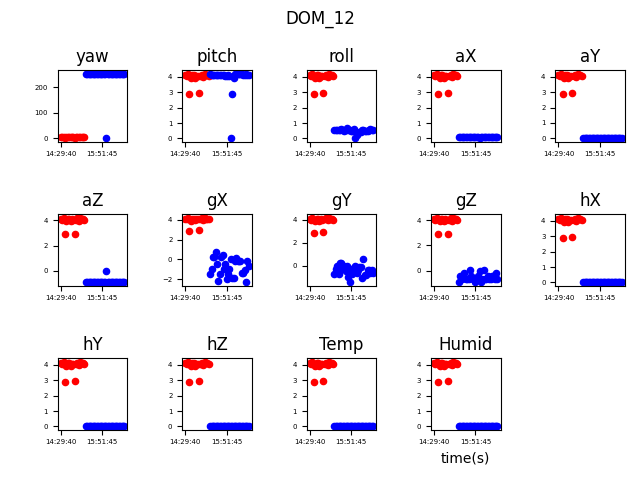 DOM_12
yaw pitch roll aX aY
200 100 0 4 3 2 1 0 4 3 2 1 0 4 3 2 1 0 4 3 2 1 0
14:29:40 15:51:45 14:29:40 15:51:45 14:29:40 15:51:45 14:29:40 15:51:45 14:29:40 15:51:45
aZ gX gY gZ hX
4 2 0 4 2 0 −2 4 2 0 4 2 0 4 3 2 1 0
14:29:40 15:51:45 14:29:40 15:51:45 14:29:40 15:51:45 14:29:40 15:51:45 14:29:40 15:51:45
hY hZ Temp Humid
4 3 2 1 0 4 3 2 1 0 4 3 2 1 0 4 3 2 1 0
14:29:40 15:51:45 14:29:40 15:51:45 14:29:40 15:51:45 14:29:40 15:51:45
time(s)